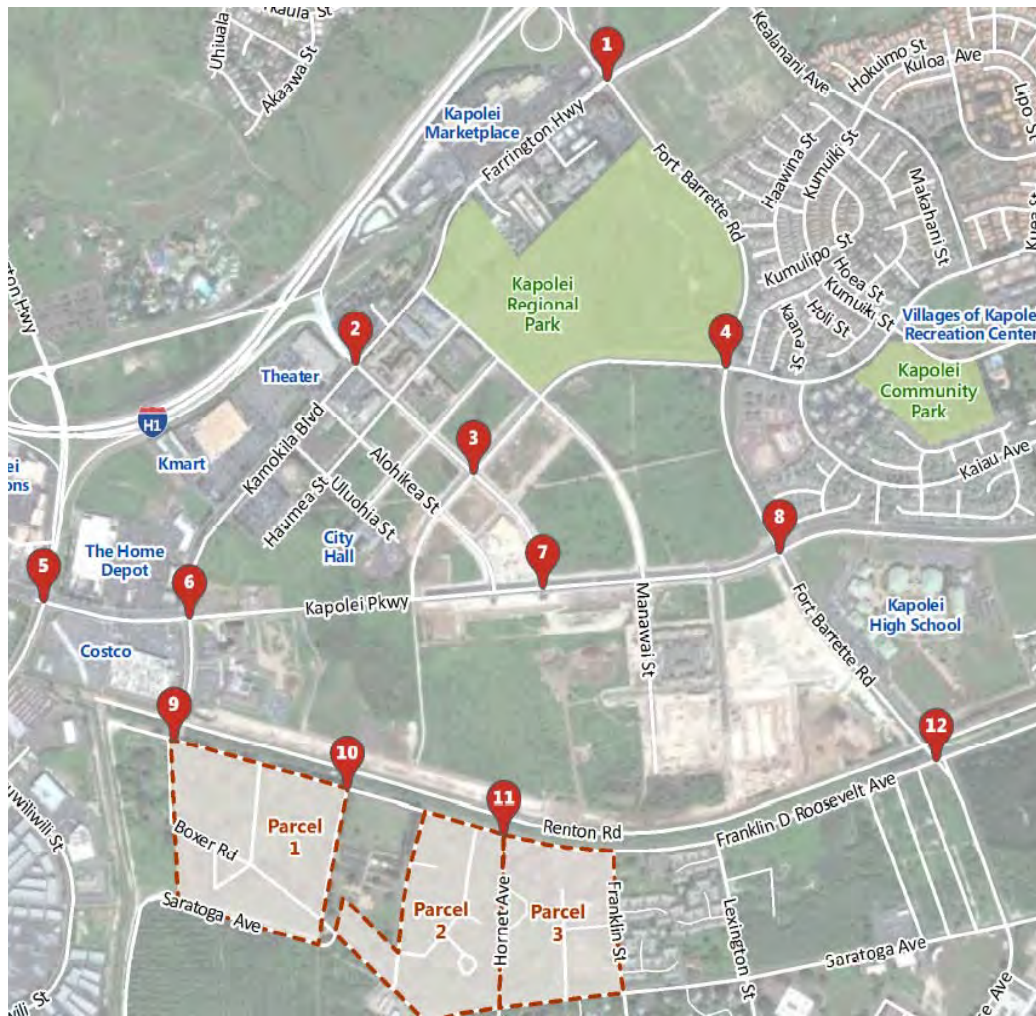 Akaula St
Uhiuala
Akaawa St
1
Kealanani Ave
Hokuimo St
Kuloa Ave
Lipo St
Kapolei
Marketplace
Farrington Hwy
Fort Barrette Rd
Haawina St
Kumuiki St
Makahani St
Kumulipo St
Hoea St
Kumuiki St
Kapolei
Regional
Park
Kaana St
Holi St
Villages of Kapole
Recreation Center
2
4
Theater
Kapolei
Community
Park
H1
Kmart
Kamokila Blvd
3
Alohikea St
Kaiau Ave
Haumea St
Uluohia St
City
Hall
The Home
Depot
5
6
7
8
Kapolei Pkwy
Manawai St
Fort Barrette Rd
Kapolei
High School
Costco
9
10
11
12
Renton Rd
Franklin D Roosevelt Ave
Boxer Rd
Parcel
1
Saratoga Ave
Parcel
2
Hornet Ave
Parcel
3
Franklin St
Lexington St
Saratoga Ave